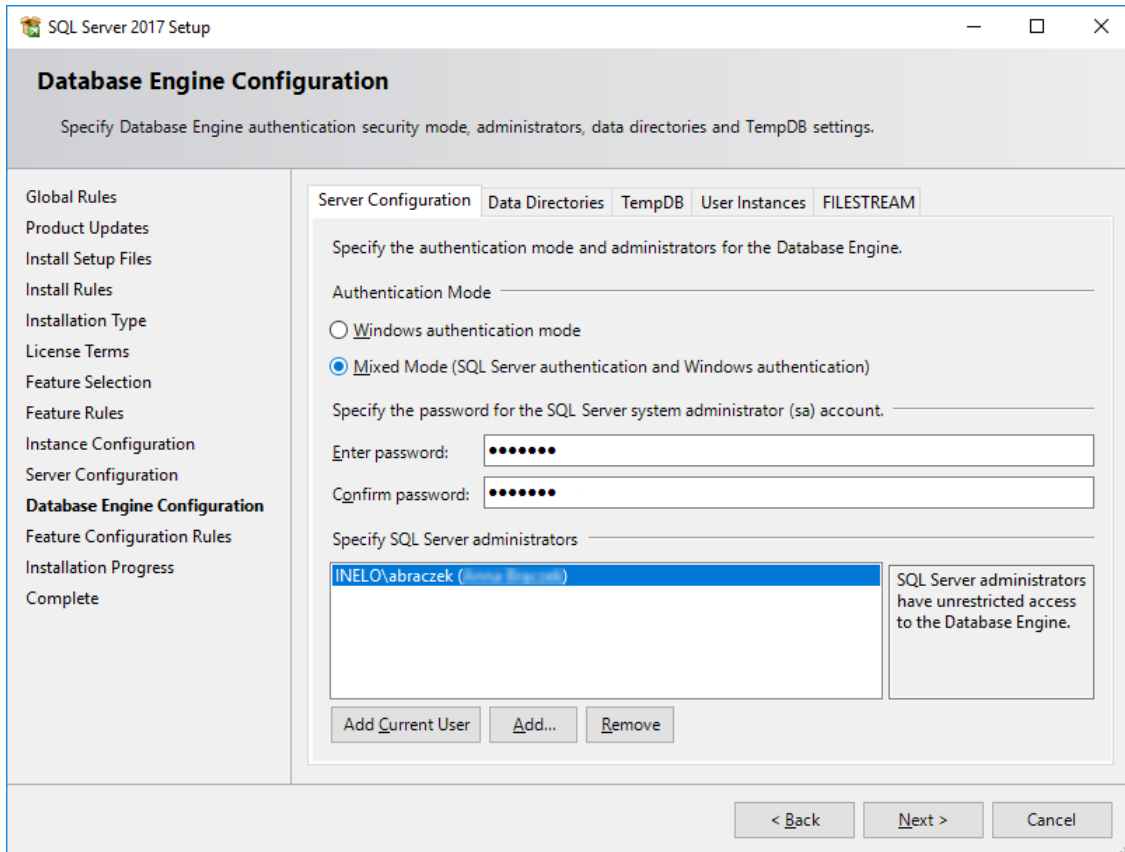 SQL Server 2017 Setup
Database Engine Configuration
Specify Database Engine authentication security mode, administrators, data directories and TempDB settings.
Global Rules
Product Updates
Install Setup Files
Install Rules
Installation Type
License Terms
Feature Selection
Feature Rules
Instance Configuration
Server Configuration
Database Engine Configuration
Feature Configuration Rules
Installation Progress
Complete
Server Configuration Data Directories TempDB User Instances FILESTREAM
Specify the authentication mode and administrators for the Database Engine.
Authentication Mode
Windows authentication mode
Mixed Mode (SQL Server authentication and Windows authentication)
Specify the password for the SQL Server system administrator (sa) account.
Enter password: •••••••
Confirm password: •••••••
Specify SQL Server administrators
INELO\abraczek ( )
SQL Server administrators
have unrestricted access
to the Database Engine.
Add Current User Add... Remove
< Back Next > Cancel